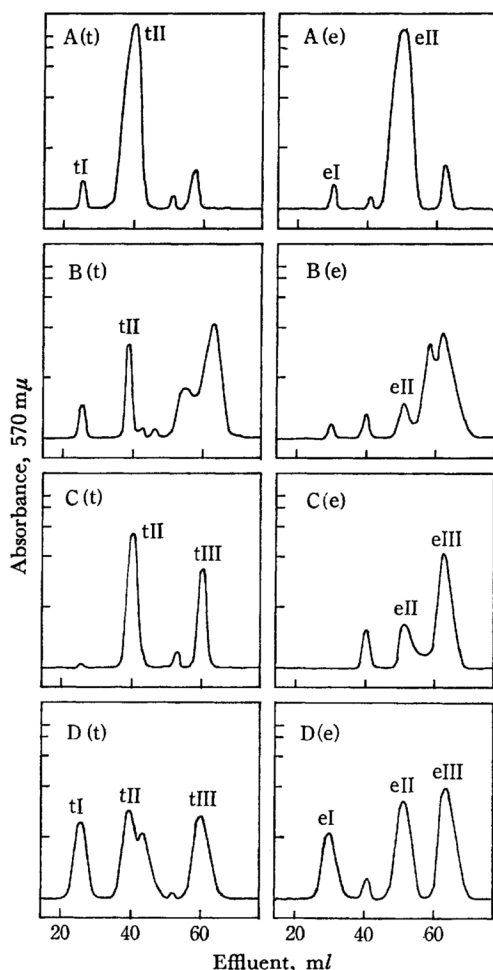 A(t)
tII
tI
A(e)
eII
eI
B(t)
tII
B(e)
eII
C(t)
tII
tIII
C(e)
eII
eIII
D(t)
tI
tII
tIII
D(e)
eI
eII
eIII
Absorbance, 570 mμ
20 40 60 20 40 60
Effluent, ml